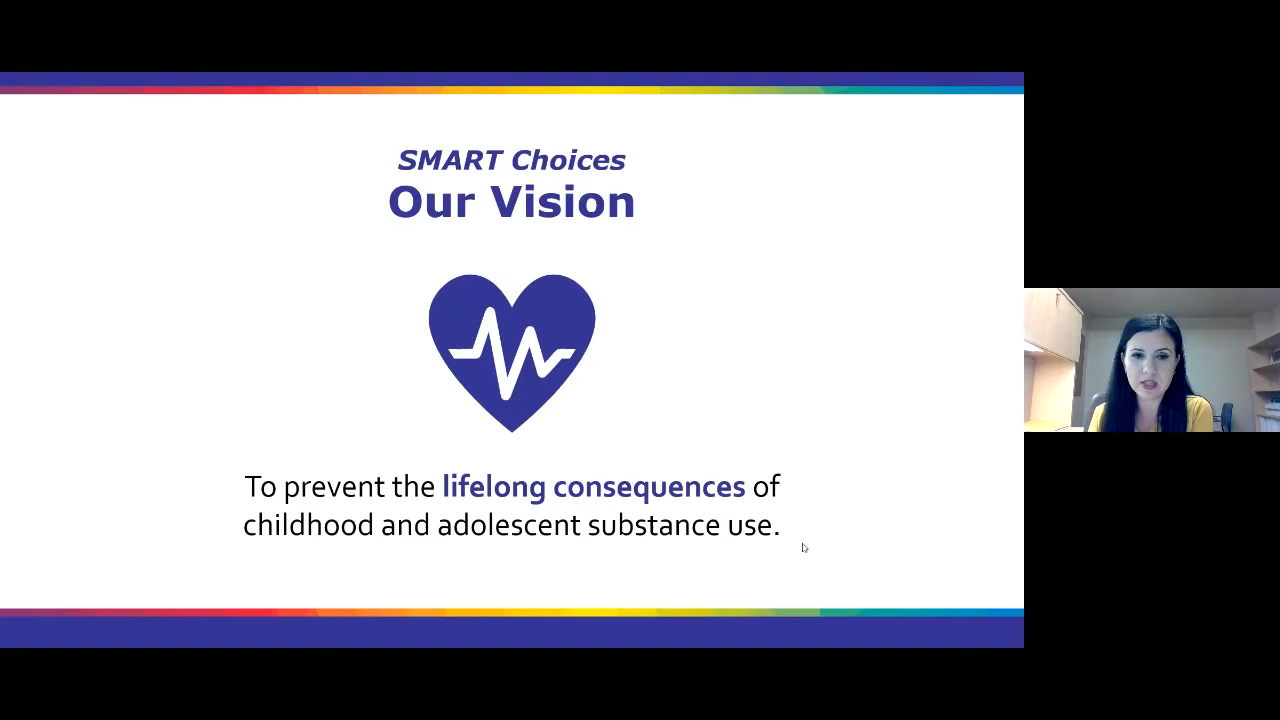 SMART Choices
Our Vision
To prevent the lifelong consequences of
childhood and adolescent substance use.